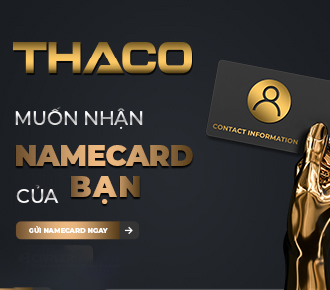 THACO
MUỐN NHẬN
NAMECARD
CỦA BẠN
GỬI NAMECARD NGAY
CONTACT INFORMATION